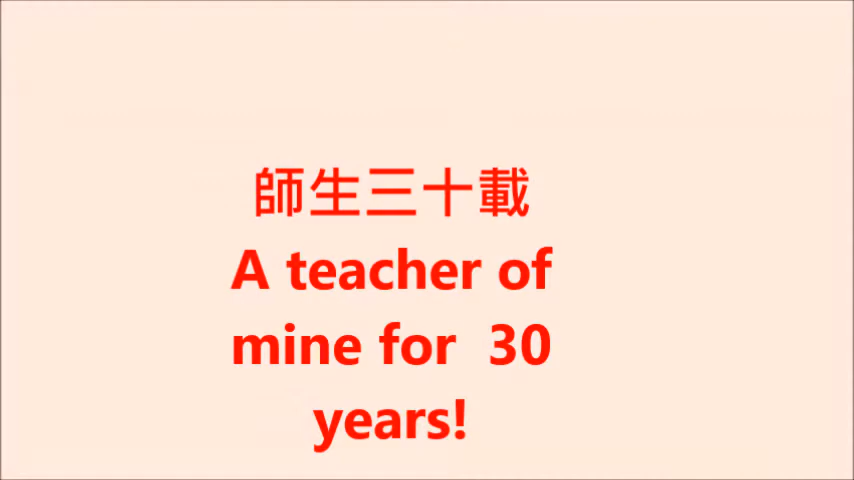 師生三十載
A teacher of
mine for  30
years!